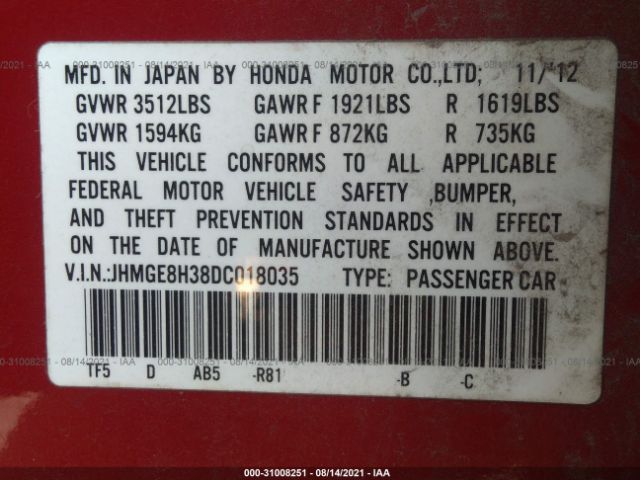 MFD. IN JAPAN BY HONDA MOTOR CO.,LTD; 11/'12
GVWR 3512LBS GAWR F 1921LBS R 1619LBS
GVWR 1594KG GAWR F 872KG R 735KG
THIS VEHICLE CONFORMS TO ALL APPLICABLE
FEDERAL MOTOR VEHICLE SAFETY ,BUMPER,
AND THEFT PREVENTION STANDARDS IN EFFECT
ON THE DATE OF MANUFACTURE SHOWN ABOVE.
V.I.N.:JHMGE8H38DC018035 TYPE: PASSENGER CAR
TF5 D AB5 -R81 -B -C
000-31008251 - 08/14/2021 - IAA